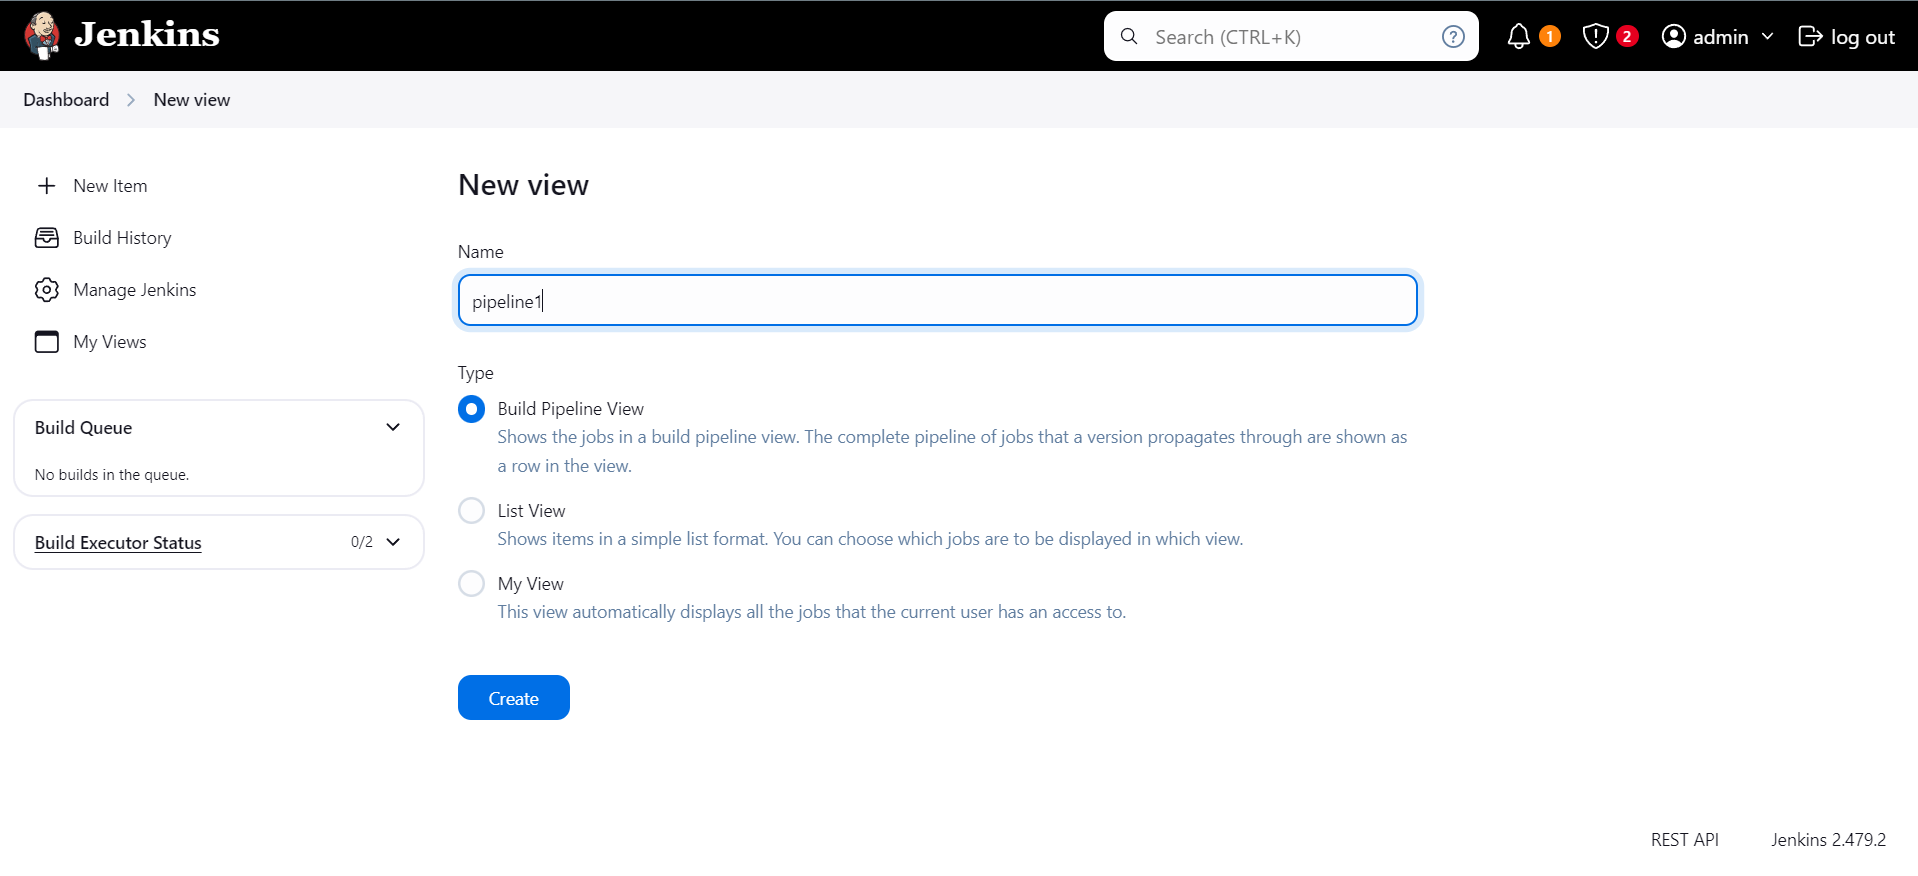 Jenkins
Search (CTRL+K)
1
2
admin
log out
Dashboard
New view
New Item
Build History
Manage Jenkins
My Views
Build Queue
No builds in the queue.
Build Executor Status
0/2
New view
Name
pipeline1
Type
Build Pipeline View
Shows the jobs in a build pipeline view. The complete pipeline of jobs that a version propagates through are shown as
a row in the view.
List View
Shows items in a simple list format. You can choose which jobs are to be displayed in which view.
My View
This view automatically displays all the jobs that the current user has an access to.
Create
REST API
Jenkins 2.479.2